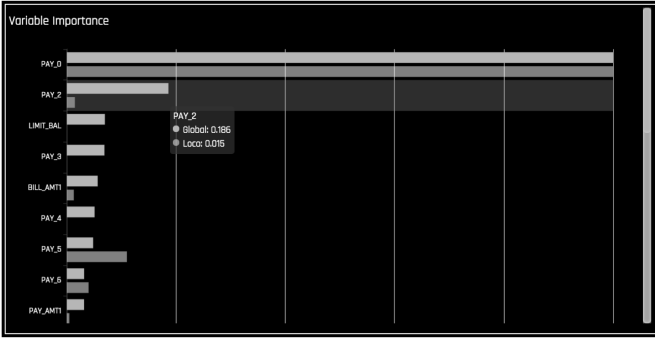 Variable Importance
PAY_0
PAY_2
LIMIT_BAL
PAY_3
BILL_AMT1
PAY_4
PAY_5
PAY_6
PAY_AMT1
PAY_2
Global: 0.186
Loco: 0.015